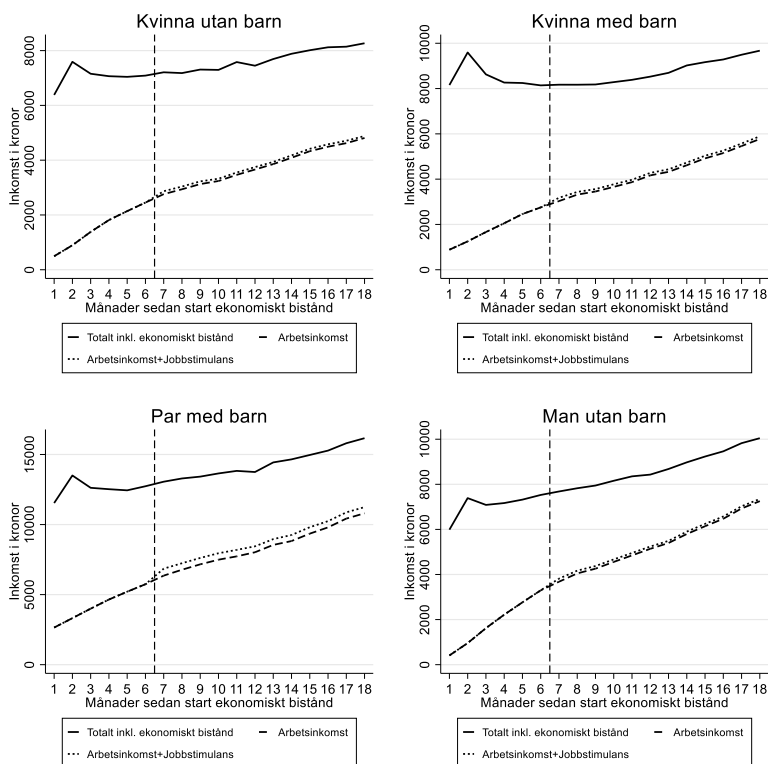 Kvinna utan barn
Inkomst i kronor
8000
6000
4000
2000
0
1 2 3 4 5 6 7 8 9 10 11 12 13 14 15 16 17 18
Månader sedan start ekonomiskt bistånd
Totalt inkl. ekonomiskt bistånd Arbetsinkomst
Arbetsinkomst+Jobbstimulans
Kvinna med barn
Inkomst i kronor
10000
8000
6000
4000
2000
0
1 2 3 4 5 6 7 8 9 10 11 12 13 14 15 16 17 18
Månader sedan start ekonomiskt bistånd
Totalt inkl. ekonomiskt bistånd Arbetsinkomst
Arbetsinkomst+Jobbstimulans
Par med barn
Inkomst i kronor
15000
10000
5000
0
1 2 3 4 5 6 7 8 9 10 11 12 13 14 15 16 17 18
Månader sedan start ekonomiskt bistånd
Totalt inkl. ekonomiskt bistånd Arbetsinkomst
Arbetsinkomst+Jobbstimulans
Man utan barn
Inkomst i kronor
10000
8000
6000
4000
2000
0
1 2 3 4 5 6 7 8 9 10 11 12 13 14 15 16 17 18
Månader sedan start ekonomiskt bistånd
Totalt inkl. ekonomiskt bistånd Arbetsinkomst
Arbetsinkomst+Jobbstimulans